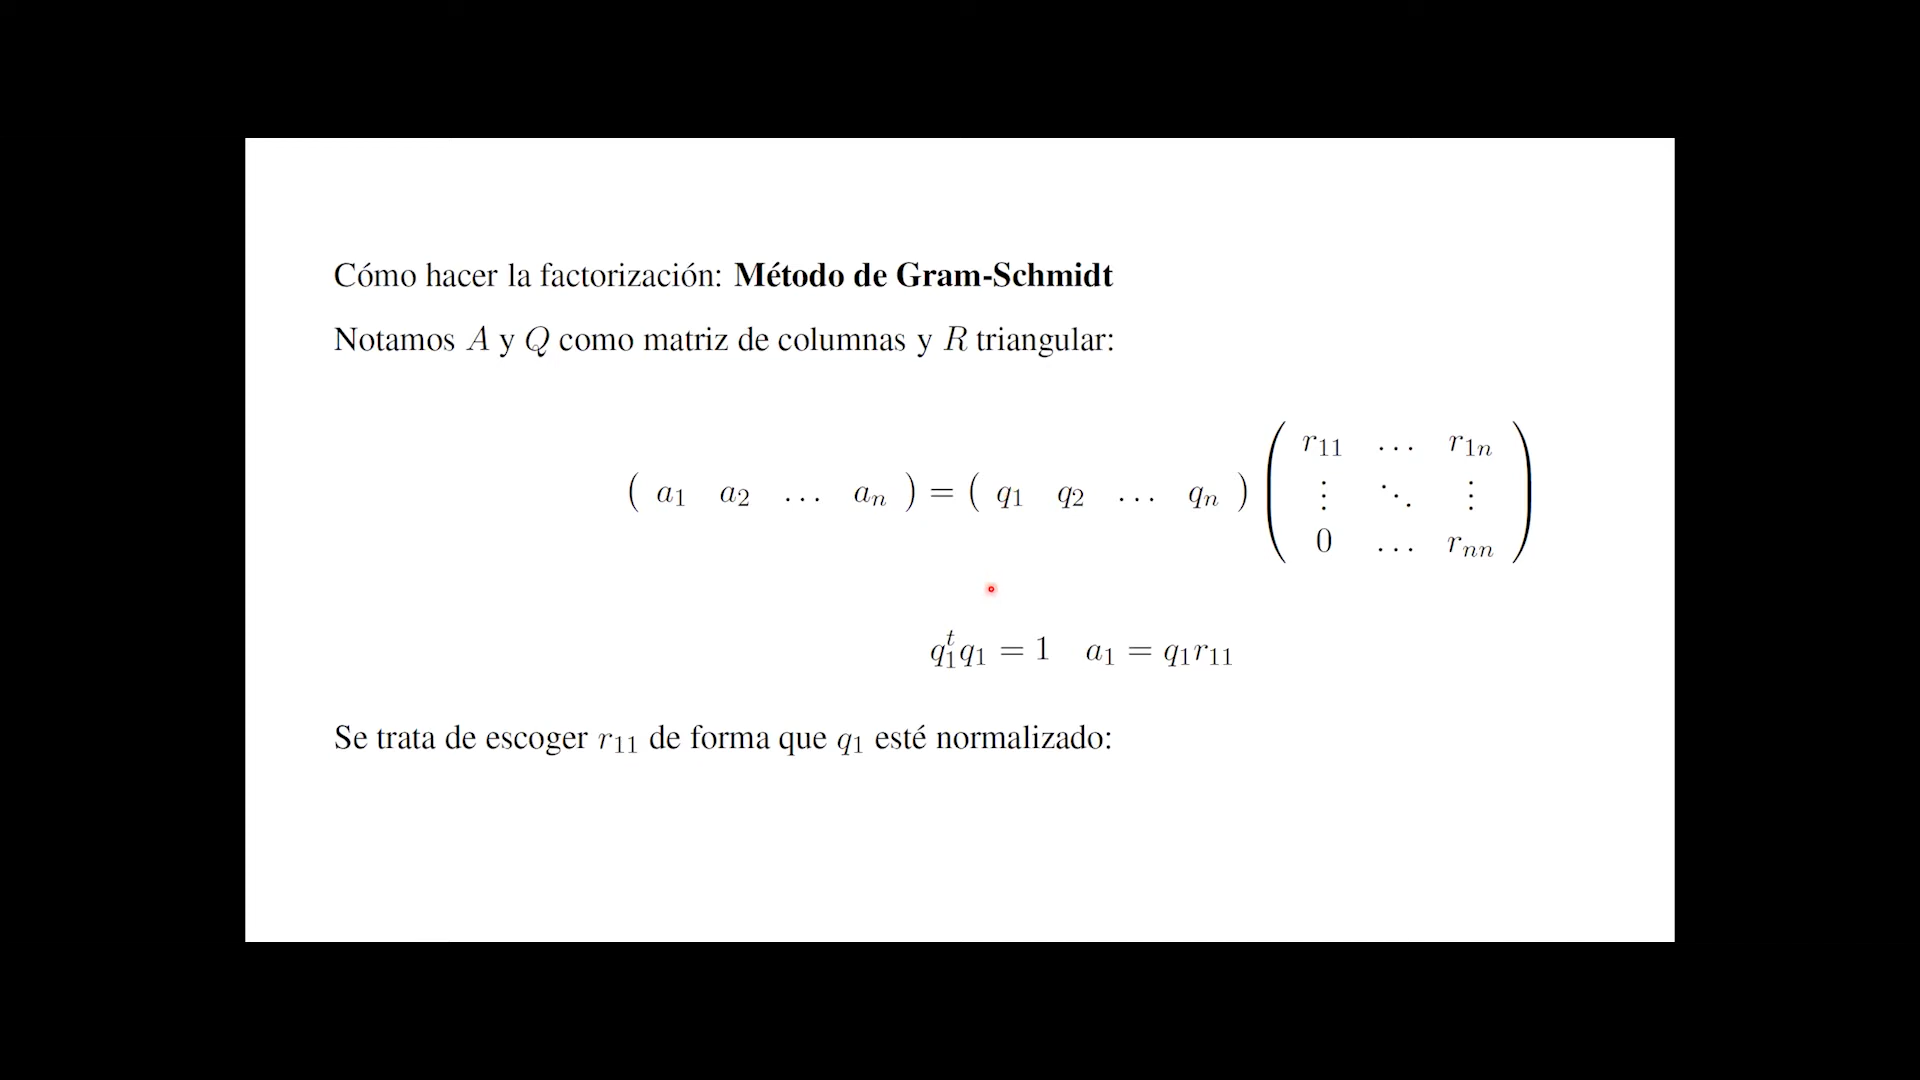 Cómo hacer la factorización: Método de Gram-Schmidt
Notamos A y Q como matriz de columnas y R triangular:
( a₁ a₂ … aₙ ) = ( q₁ q₂ … qₙ ) ( r₁₁ … r₁ₙ
⋮ ⋱ ⋮
0 … rₙₙ )
q₁ᵗq₁ = 1 a₁ = q₁r₁₁
Se trata de escoger r₁₁ de forma que q₁ esté normalizado: